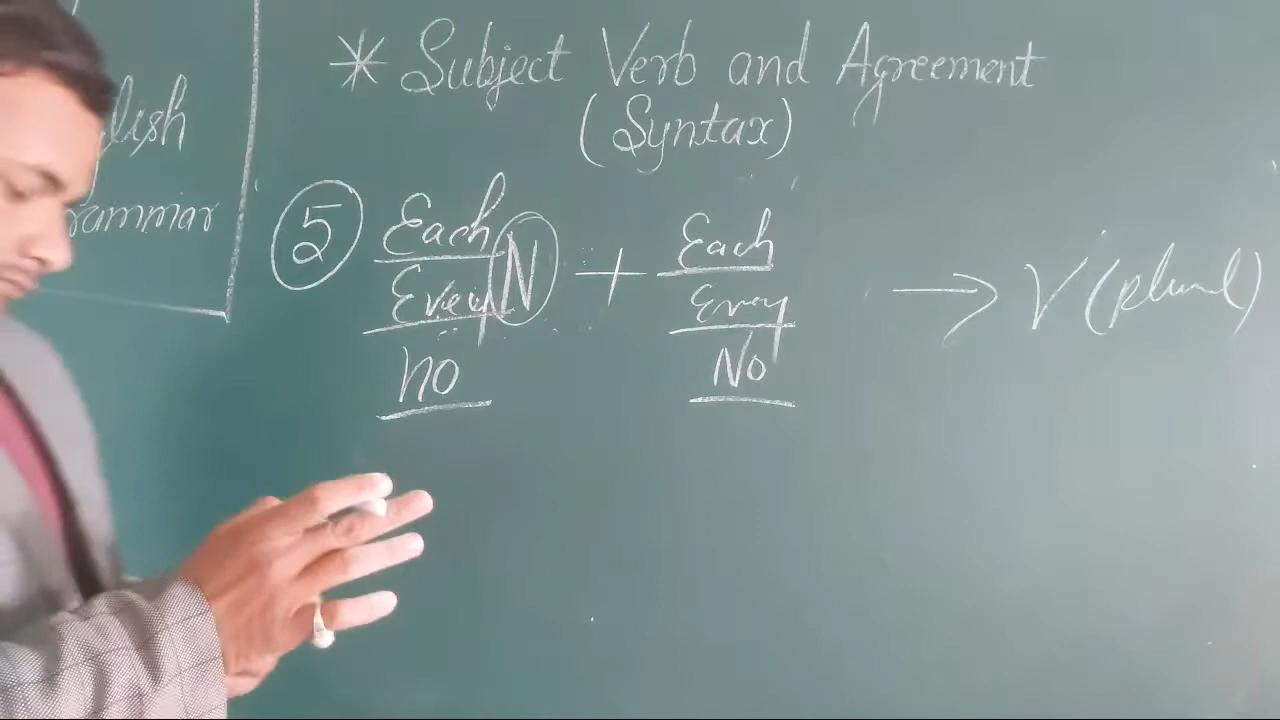 * Subject Verb and Agreement
(Syntax)
lish
rammar
5 Each N + Each → V (plural)
Every Every
no No